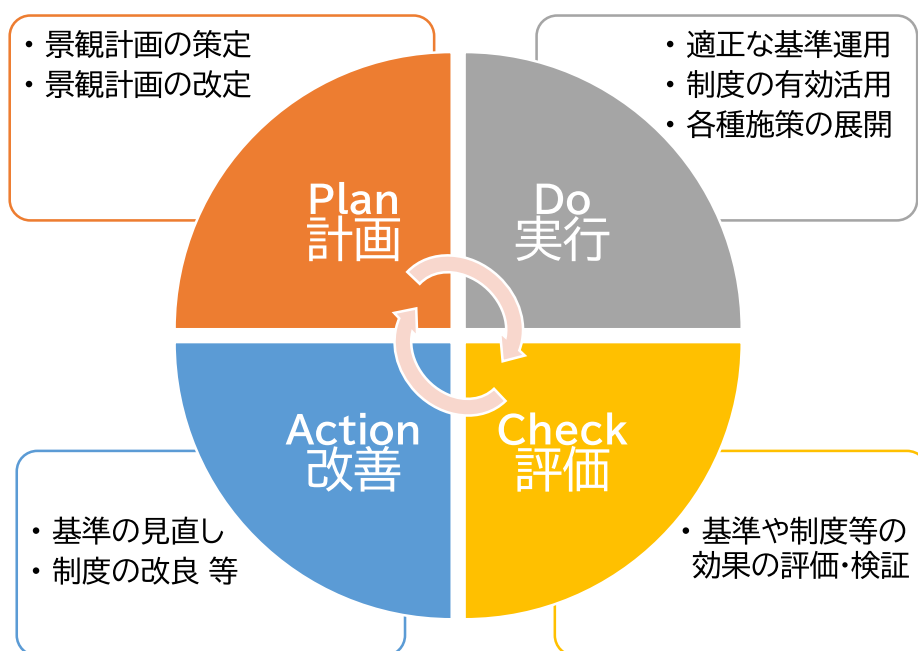 ・景観計画の策定
・景観計画の改定
・適正な基準運用
・制度の有効活用
・各種施策の展開
Plan
計画
Do
実行
Action
改善
Check
評価
・基準の見直し
・制度の改良 等
・基準や制度等の
効果の評価・検証